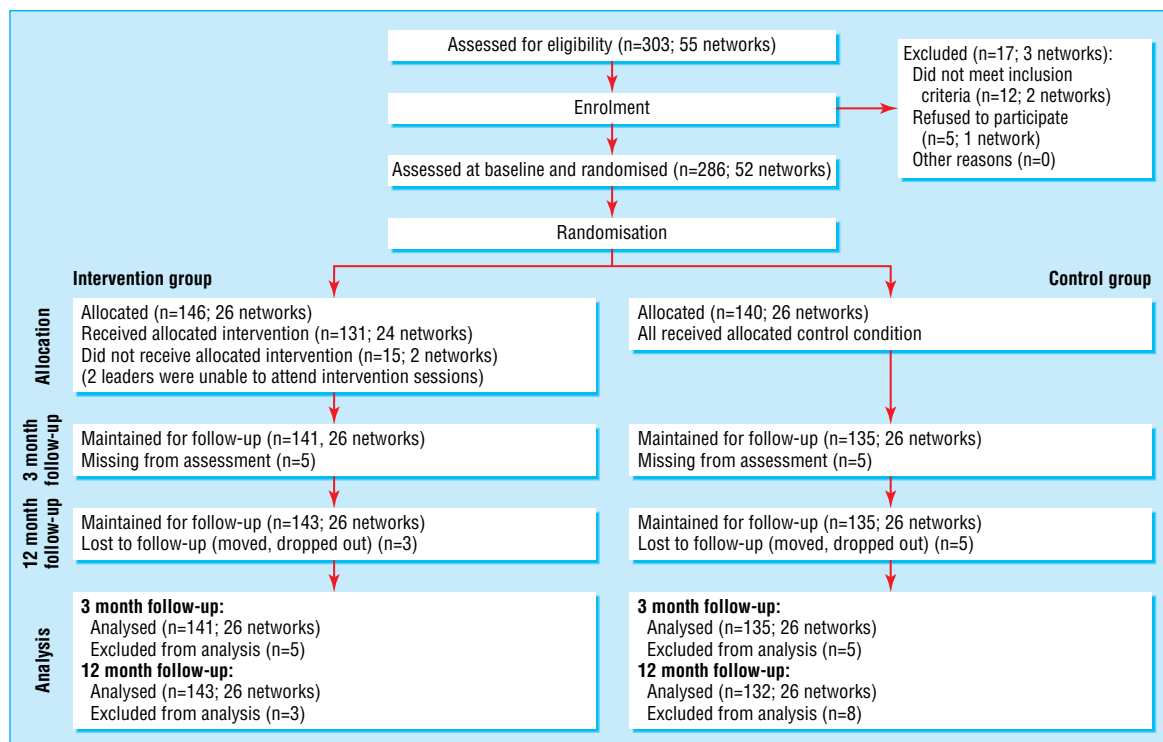 Assessed for eligibility (n=303; 55 networks)
Excluded (n=17; 3 networks):
Did not meet inclusion
criteria (n=12; 2 networks)
Refused to participate
(n=5; 1 network)
Other reasons (n=0)
Enrolment
Assessed at baseline and randomised (n=286; 52 networks)
Randomisation
Intervention group
Control group
Allocation
Allocated (n=146; 26 networks)
Received allocated intervention (n=131; 24 networks)
Did not receive allocated intervention (n=15; 2 networks)
(2 leaders were unable to attend intervention sessions)
Allocated (n=140; 26 networks)
All received allocated control condition
3 month
follow-up
Maintained for follow-up (n=141, 26 networks)
Missing from assessment (n=5)
Maintained for follow-up (n=135; 26 networks)
Missing from assessment (n=5)
12 month
follow-up
Maintained for follow-up (n=143; 26 networks)
Lost to follow-up (moved, dropped out) (n=3)
Maintained for follow-up (n=135; 26 networks)
Lost to follow-up (moved, dropped out) (n=5)
Analysis
3 month follow-up:
Analysed (n=141; 26 networks)
Excluded from analysis (n=5)
12 month follow-up:
Analysed (n=143; 26 networks)
Excluded from analysis (n=3)
3 month follow-up:
Analysed (n=135; 26 networks)
Excluded from analysis (n=5)
12 month follow-up:
Analysed (n=132; 26 networks)
Excluded from analysis (n=8)